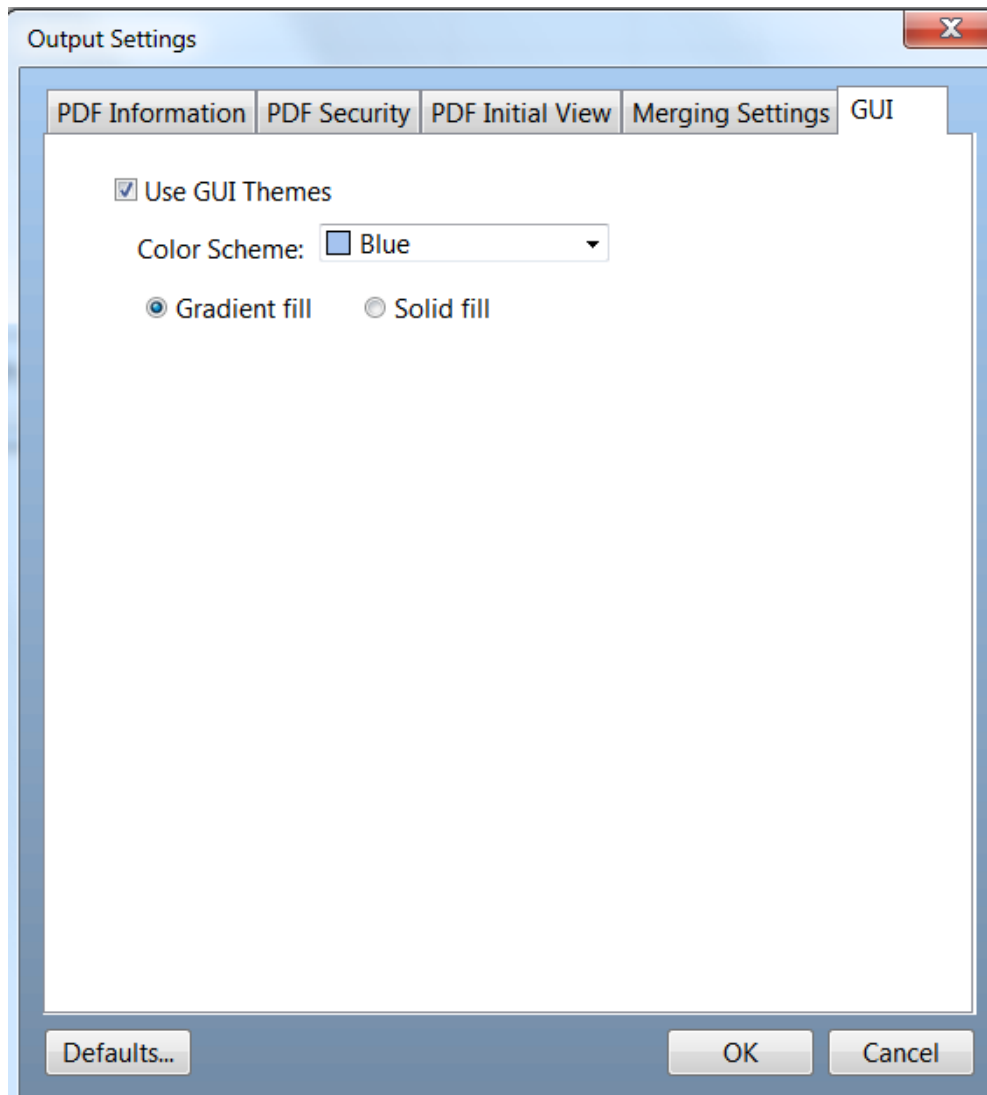 Output Settings
PDF Information PDF Security PDF Initial View Merging Settings GUI
Use GUI Themes
Color Scheme: Blue
Gradient fill Solid fill
Defaults... OK Cancel